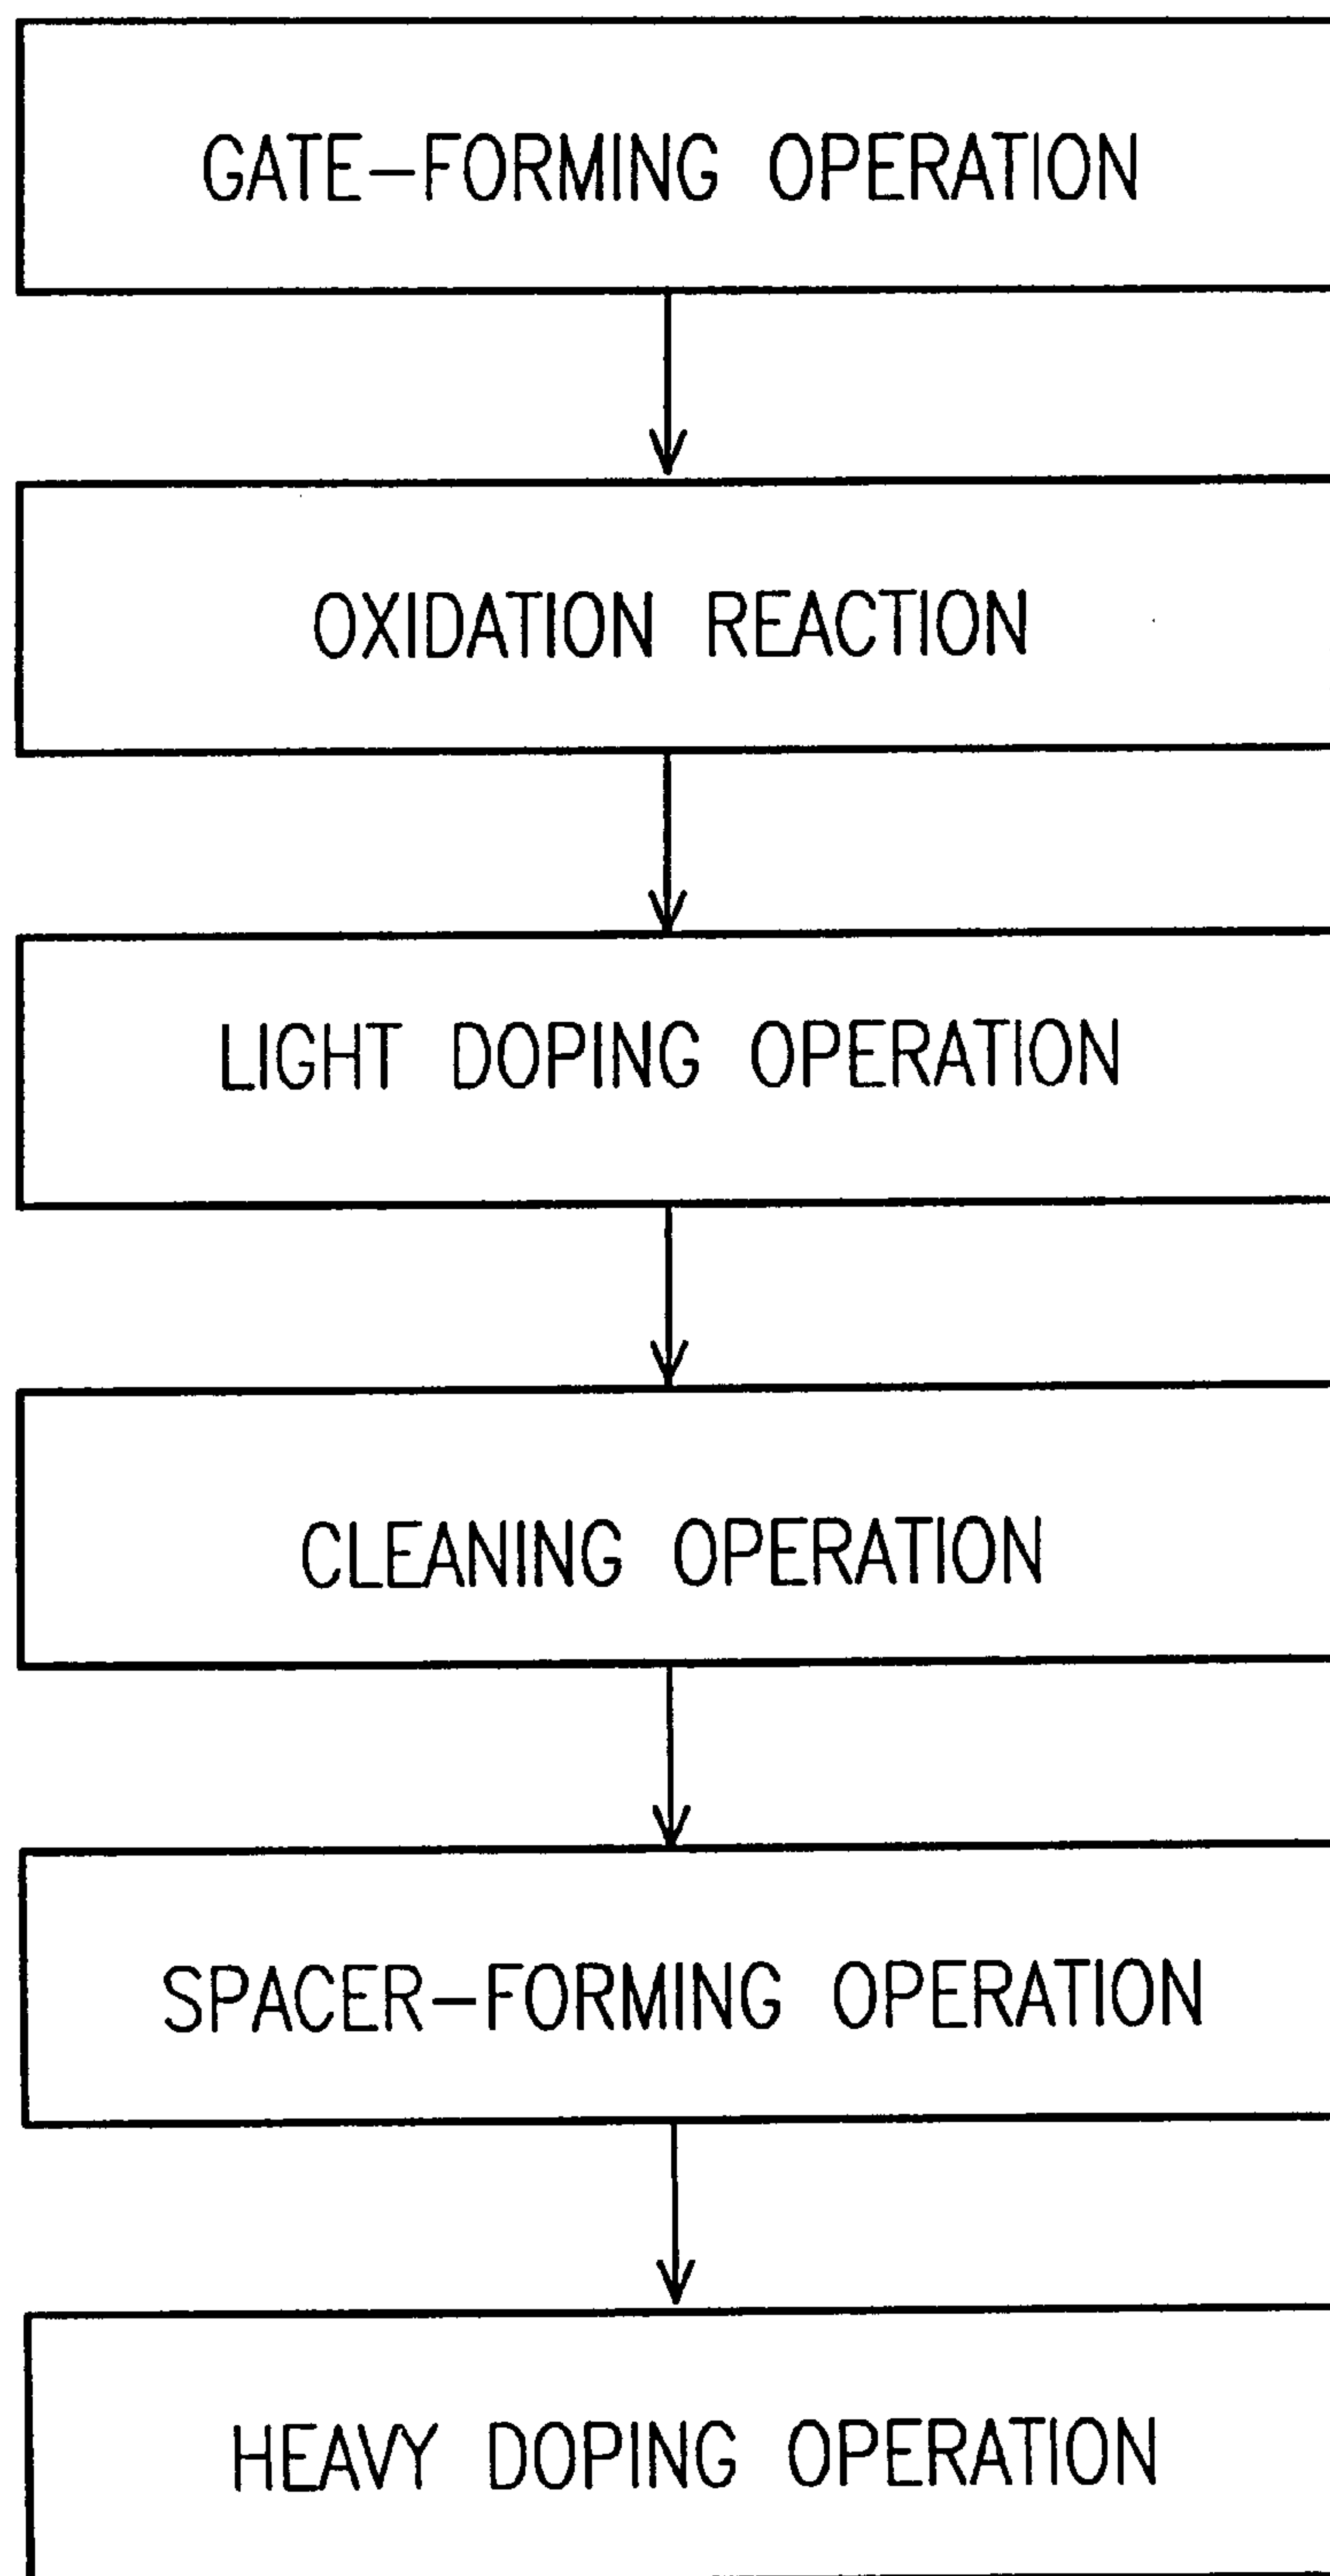 GATE-FORMING OPERATION
OXIDATION REACTION
LIGHT DOPING OPERATION
CLEANING OPERATION
SPACER-FORMING OPERATION
HEAVY DOPING OPERATION